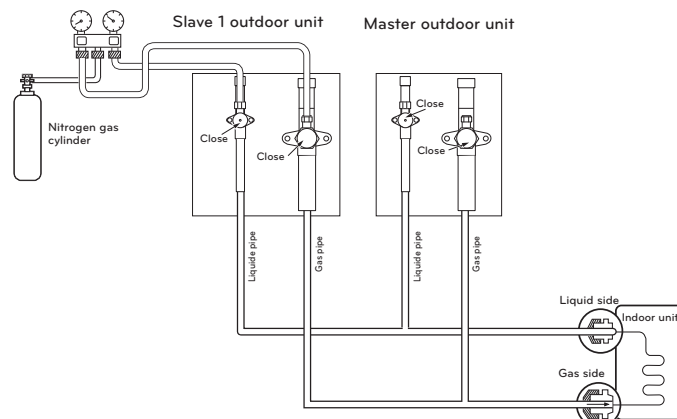 Slave 1 outdoor unit
Master outdoor unit
Nitrogen gas
cylinder
Close
Close
Close
Close
Liquide pipe
Gas pipe
Liquide pipe
Gas pipe
Liquid side
Indoor unit
Gas side